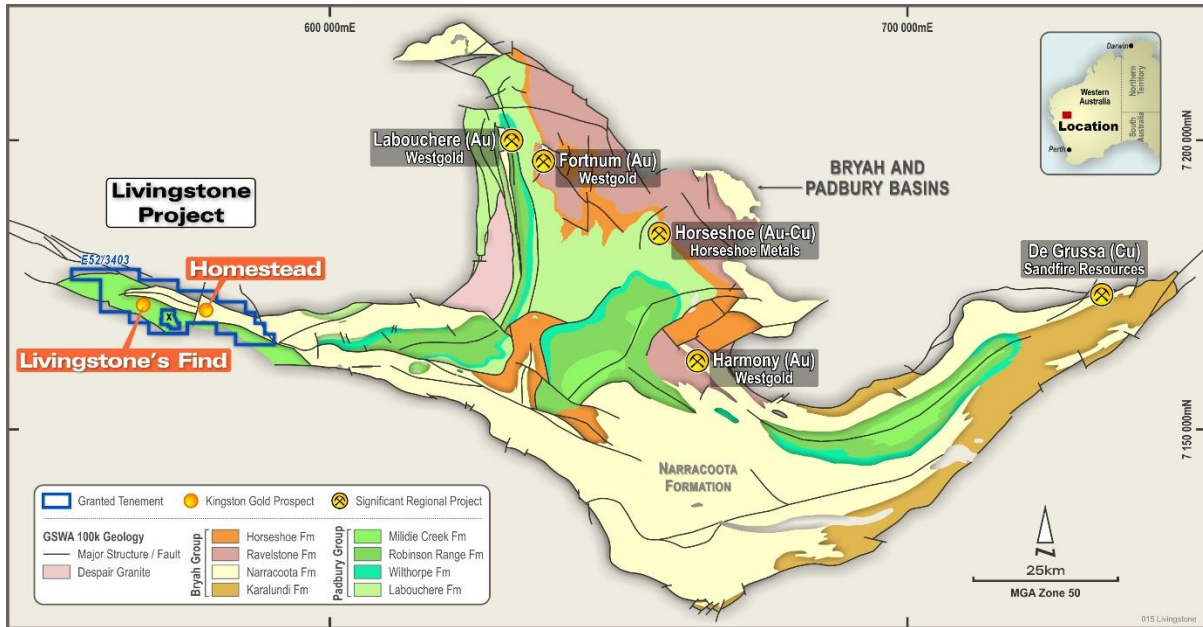 600 000mE
700 000mE
7 200 000mN
7 150 000mN
Darwin
Western
Australia
Northern
Territory
South
Australia
Location
Perth
Labouchere (Au)
Westgold
Fortnum (Au)
Westgold
BRYAH AND
PADBURY BASINS
Livingstone
Project
Horseshoe (Au-Cu)
Horseshoe Metals
De Grussa (Cu)
Sandfire Resources
E52/3403
Homestead
X
Livingstone's Find
Harmony (Au)
Westgold
NARRACOOTA
FORMATION
Granted Tenement
Kingston Gold Prospect
Significant Regional Project
GSWA 100k Geology
Major Structure / Fault
Despair Granite
Bryah Group
Horseshoe Fm
Ravelstone Fm
Narracoota Fm
Karalundi Fm
Padbury Group
Milidie Creek Fm
Robinson Range Fm
Wilthorpe Fm
Labouchere Fm
N
25km
MGA Zone 50
015 Livingstone